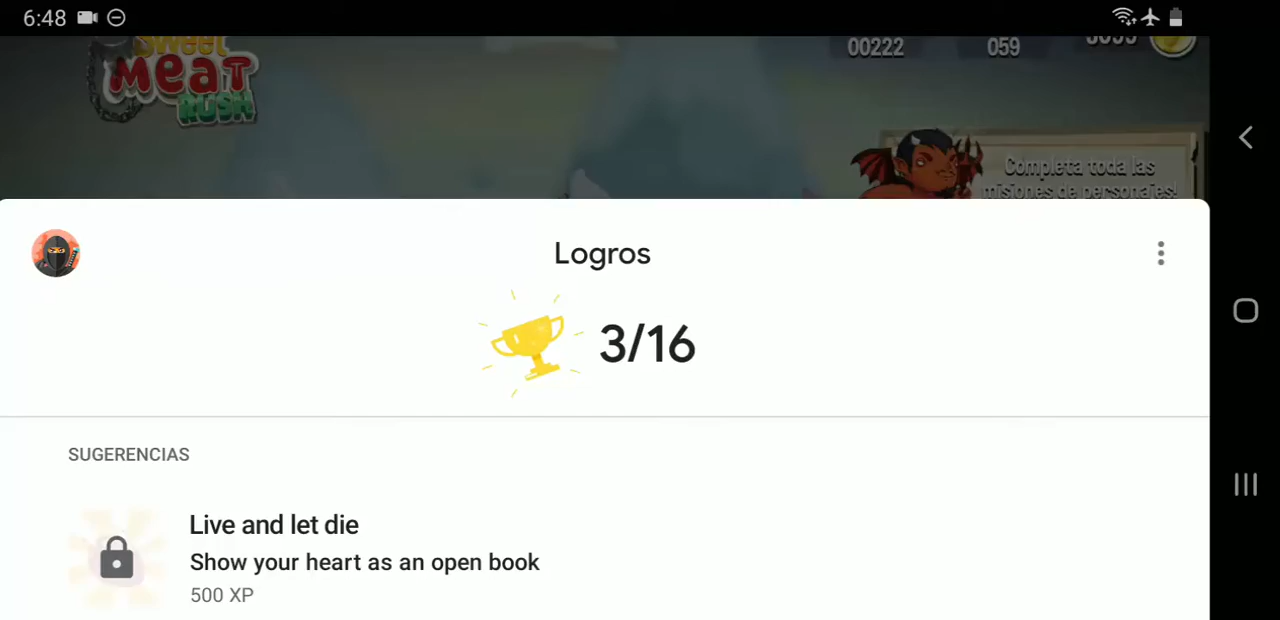 6:48
Sweet
Meat
RUSH
00222
059
Completa toda las
misiones de personajes!
Logros
3/16
SUGERENCIAS
Live and let die
Show your heart as an open book
500 XP